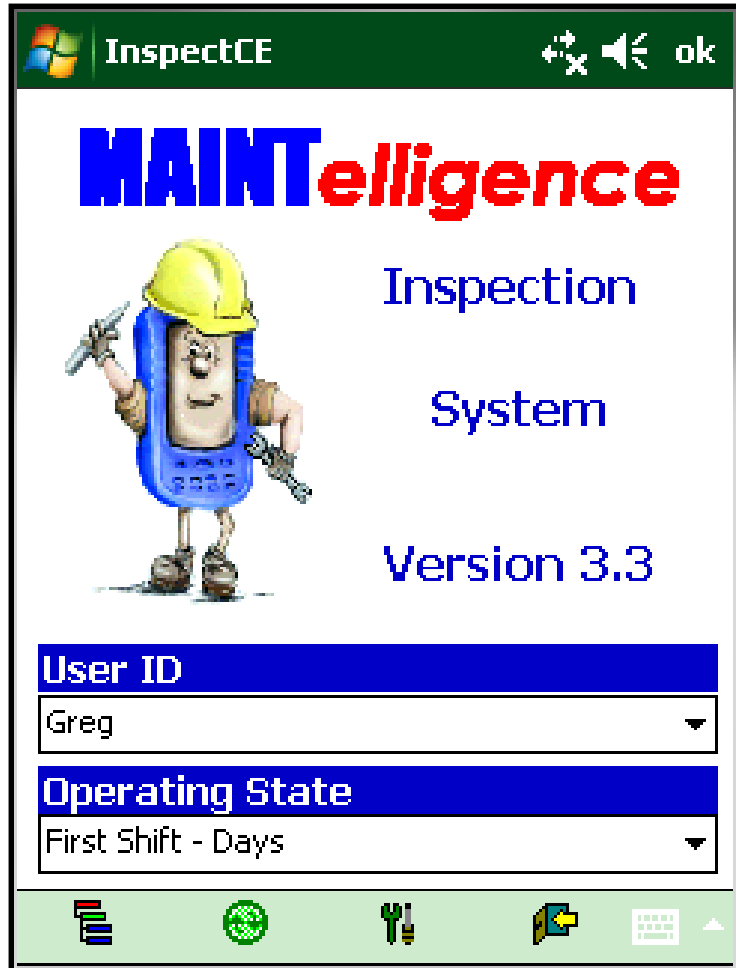 InspectCE ok
MAINTelligence
Inspection
System
Version 3.3
User ID
Greg
Operating State
First Shift - Days